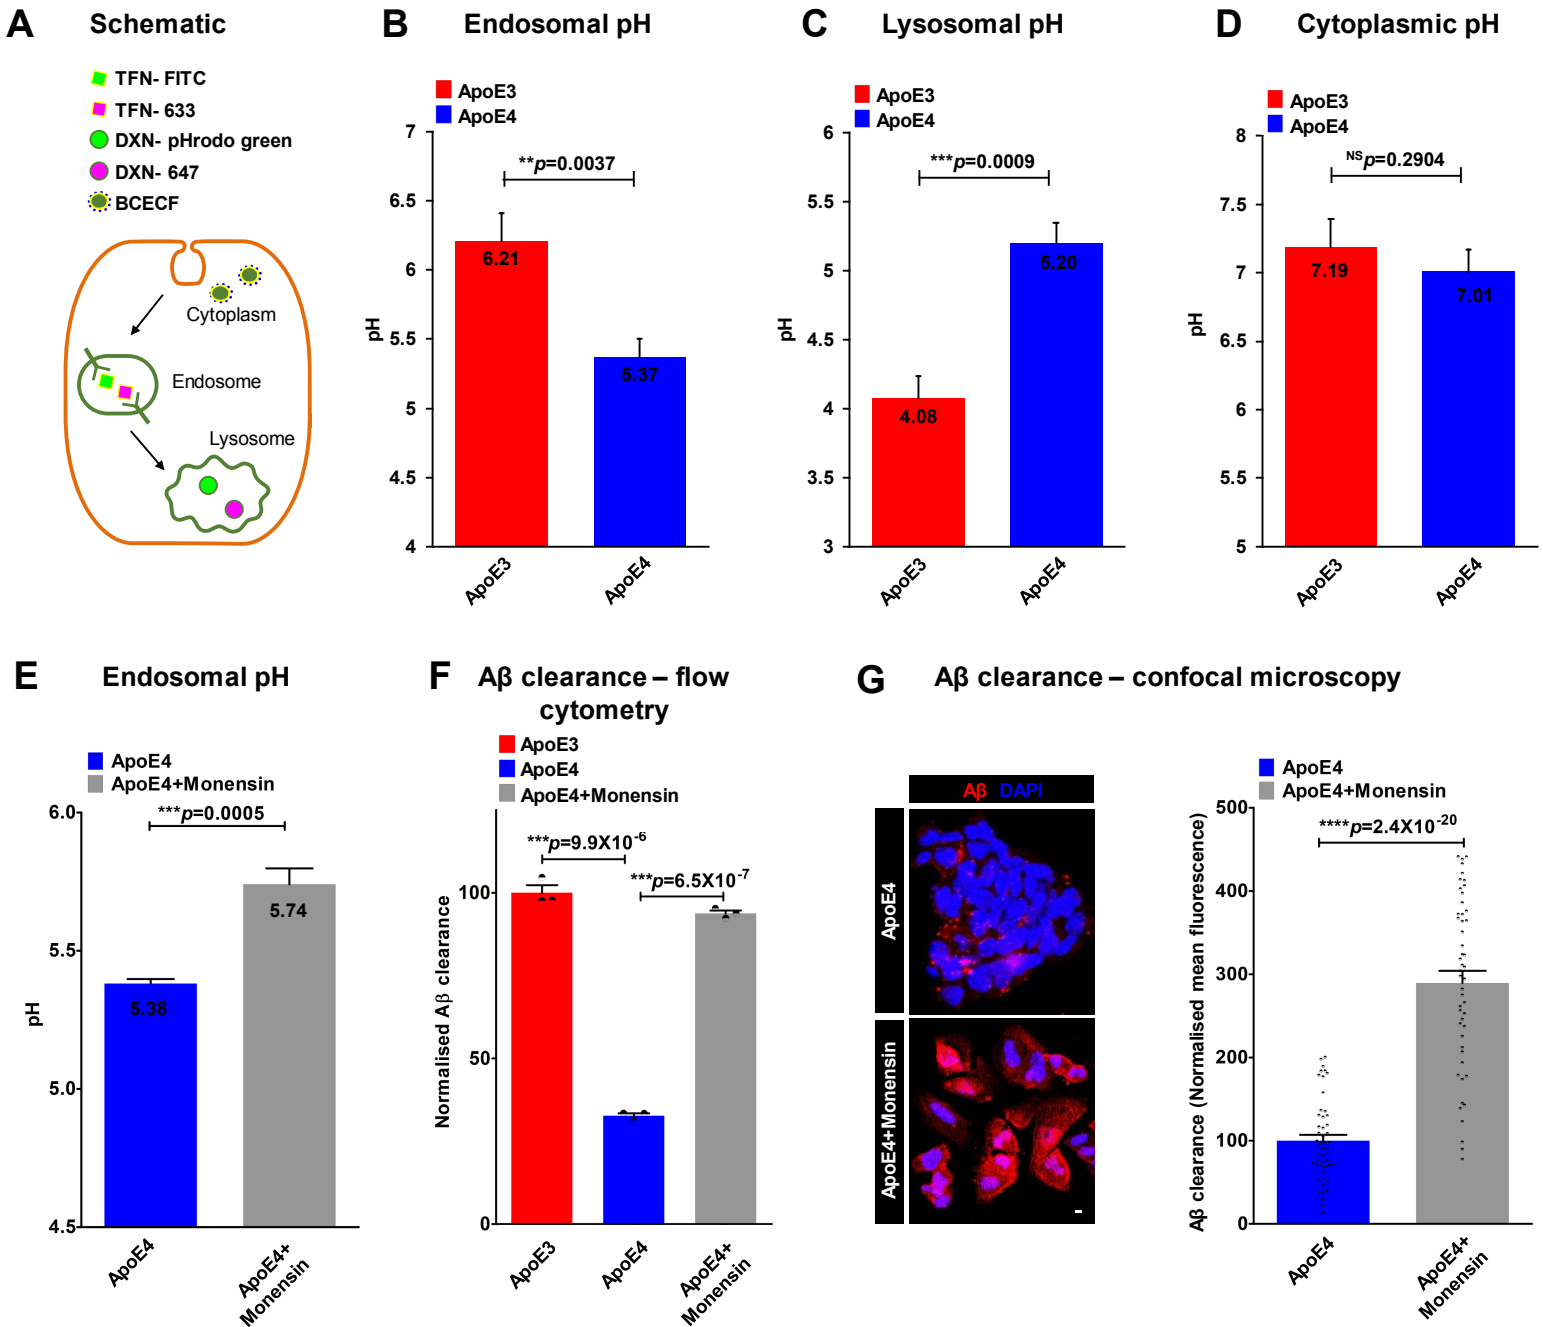 A Schematic
TFN- FITC
TFN- 633
DXN- pHrodo green
DXN- 647
BCECF
Cytoplasm
Endosome
Lysosome
B Endosomal pH
ApoE3
ApoE4
**p=0.0037
7
6.5
6
5.5
5
4.5
4
pH
6.21
5.37
ApoE3
ApoE4
C Lysosomal pH
ApoE3
ApoE4
***p=0.0009
6
5.5
5
4.5
4
3.5
3
pH
4.08
5.20
ApoE3
ApoE4
D Cytoplasmic pH
ApoE3
ApoE4
NSp=0.2904
8
7.5
7
6.5
6
5.5
5
pH
7.19
7.01
ApoE3
ApoE4
E Endosomal pH
ApoE4
ApoE4+Monensin
***p=0.0005
6.0
5.5
5.0
4.5
pH
5.38
5.74
ApoE4
ApoE4+
Monensin
F Aβ clearance – flow
cytometry
ApoE3
ApoE4
ApoE4+Monensin
***p=9.9X10-6
***p=6.5X10-7
100
50
0
Normalised Aβ clearance
ApoE3
ApoE4
ApoE4+
Monensin
G Aβ clearance – confocal microscopy
Aβ DAPI
ApoE4
ApoE4+Monensin
ApoE4
ApoE4+Monensin
****p=2.4X10-20
500
400
300
200
100
0
Aβ clearance (Normalised mean fluorescence)
ApoE4
ApoE4+
Monensin